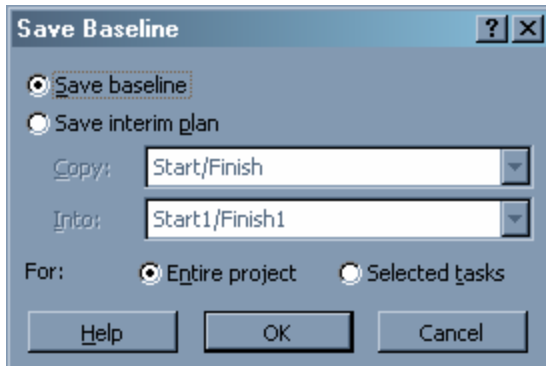 Save Baseline ? X
Save baseline
Save interim plan
Copy: Start/Finish
Into: Start1/Finish1
For: Entire project Selected tasks
Help OK Cancel